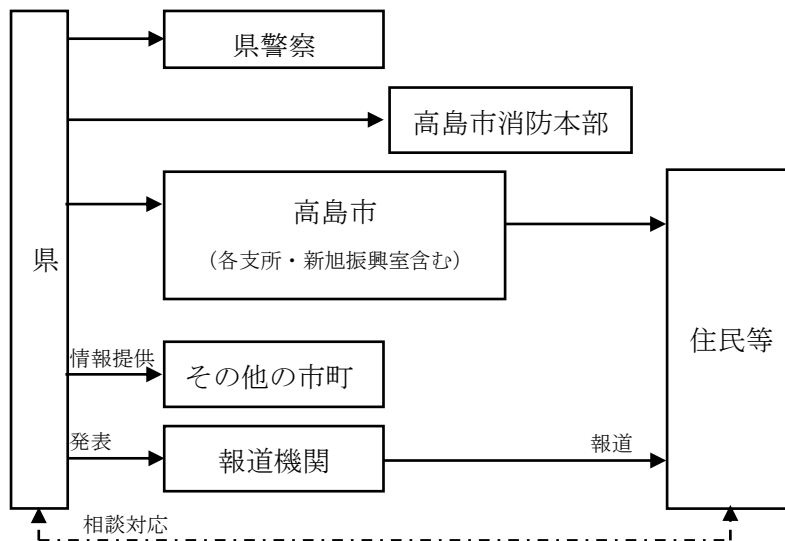 県警察
高島市消防本部
高島市
（各支所・新旭振興室含む）
県
住民等
情報提供
その他の市町
発表
報道機関
報道
相談対応